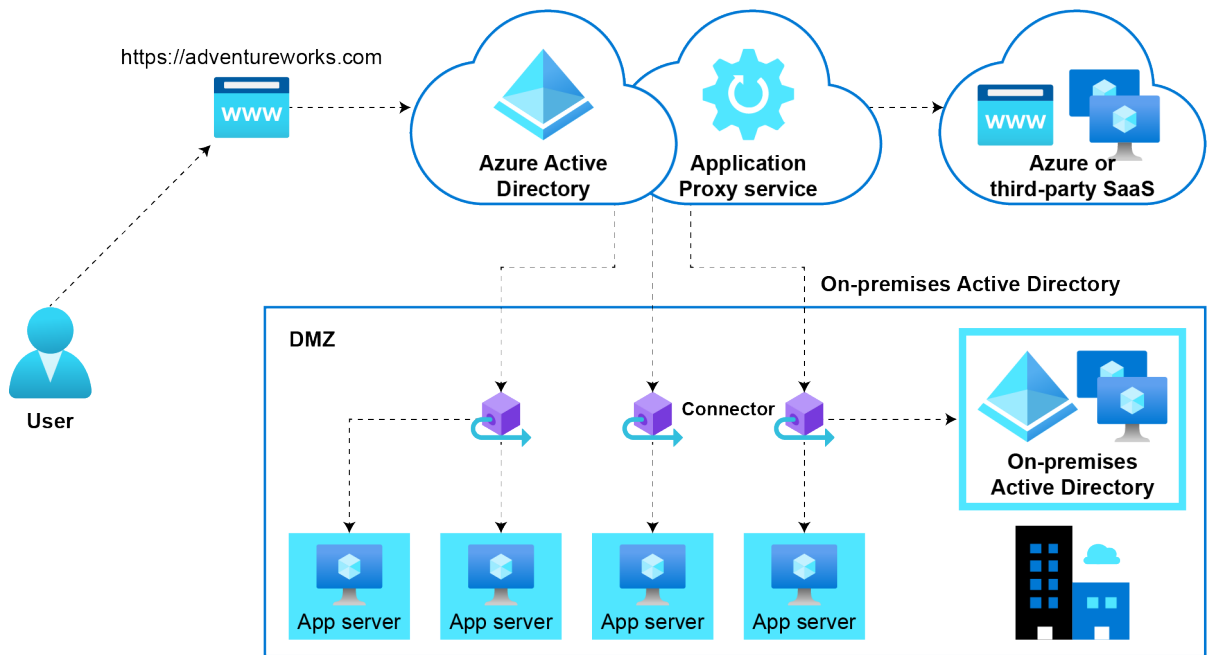 https://adventureworks.com
WWW
Azure Active
Directory
Application
Proxy service
WWW
Azure or
third-party SaaS
User
On-premises Active Directory
DMZ
Connector
On-premises
Active Directory
App server
App server
App server
App server